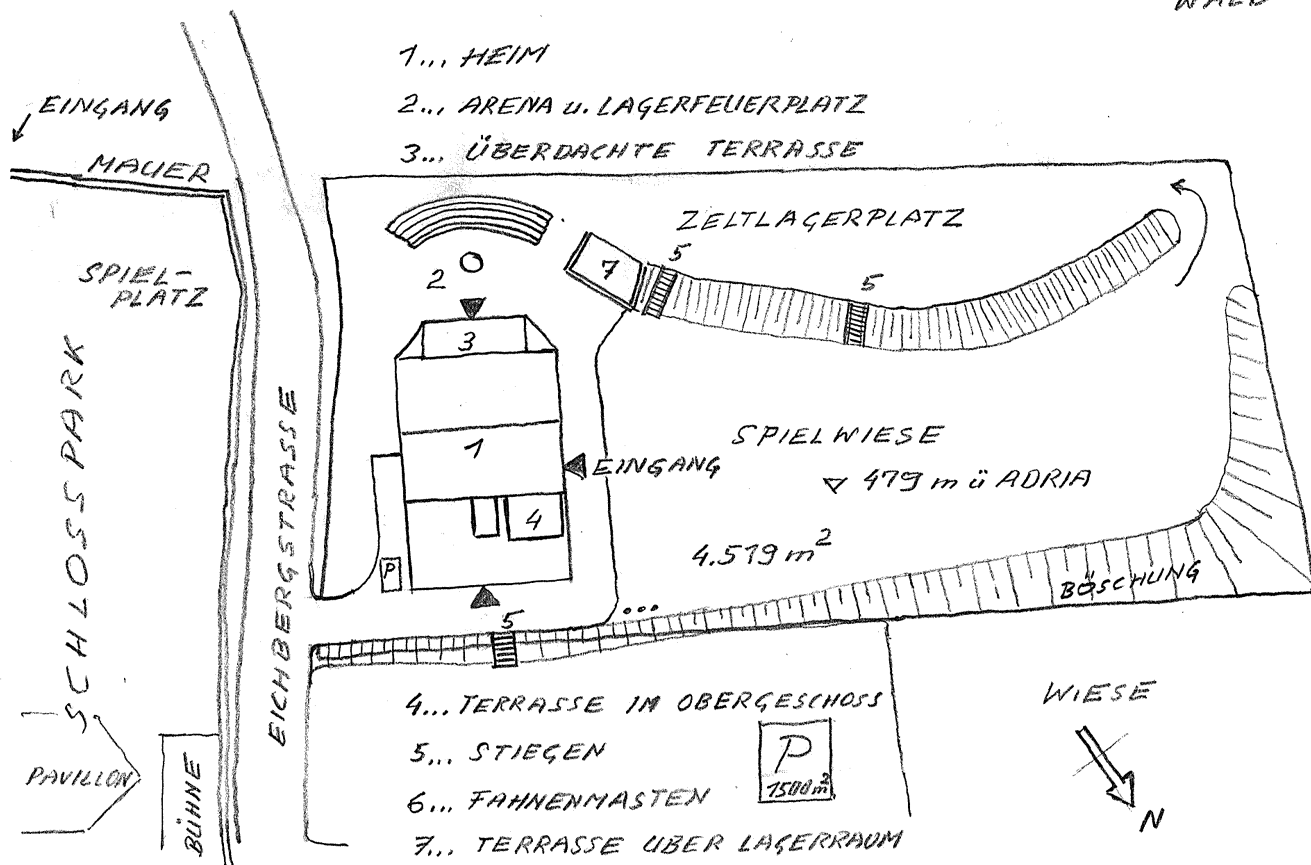 WALD
1... HEIM
2... ARENA u. LAGERFEUERPLATZ
3... ÜBERDACHTE TERRASSE
EINGANG
MAUER
SPIEL-
PLATZ
SCHLOSSPARK
EICHBERGSTRASSE
ZELTLAGERPLATZ
7
5
5
2
3
1
EINGANG
4
P
5
SPIELWIESE
479 m ü ADRIA
4.519 m²
BÖSCHUNG
4... TERRASSE IM OBERGESCHOSS
5... STIEGEN
6... FAHNENMASTEN
7... TERRASSE ÜBER LAGERRAUM
P
1500 m²
WIESE
N
PAVILLON
BÜHNE